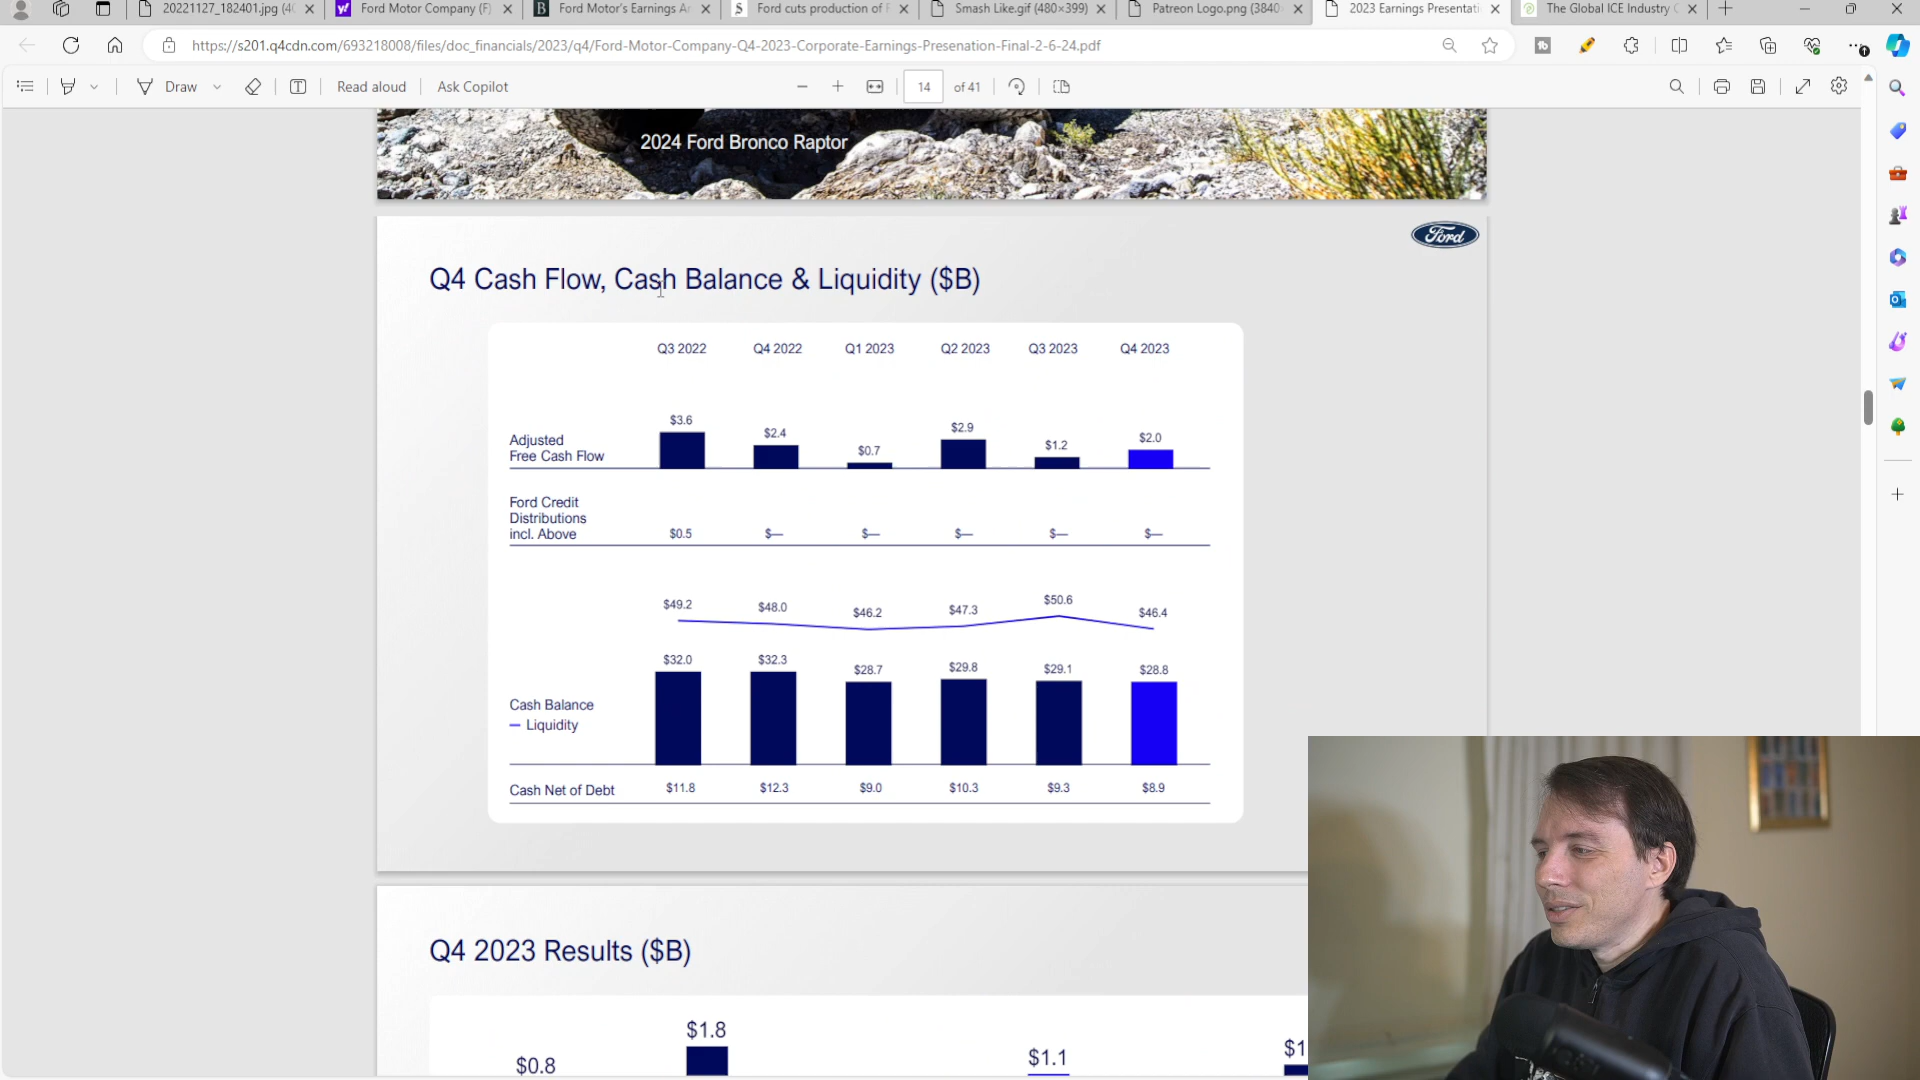 20221127_182401.jpg (4
Ford Motor Company (F)
Ford Motor's Earnings A
Ford cuts production of F
Smash Like.gif (480×399)
Patreon Logo.png (3840
2023 Earnings Presentati
The Global ICE Industry
https://s201.q4cdn.com/693218008/files/doc_financials/2023/q4/Ford-Motor-Company-Q4-2023-Corporate-Earnings-Presenation-Final-2-6-24.pdf
Draw
Read aloud
Ask Copilot
14
of 41
2024 Ford Bronco Raptor
Ford
Q4 Cash Flow, Cash Balance & Liquidity ($B)
Q3 2022 Q4 2022 Q1 2023 Q2 2023 Q3 2023 Q4 2023
Adjusted
Free Cash Flow
$3.6 $2.4 $0.7 $2.9 $1.2 $2.0
Ford Credit
Distributions
incl. Above
$0.5 $— $— $— $— $—
$49.2 $48.0 $46.2 $47.3 $50.6 $46.4
$32.0 $32.3 $28.7 $29.8 $29.1 $28.8
Cash Balance
— Liquidity
Cash Net of Debt $11.8 $12.3 $9.0 $10.3 $9.3 $8.9
Q4 2023 Results ($B)
$0.8
$1.8
$1.1
$1